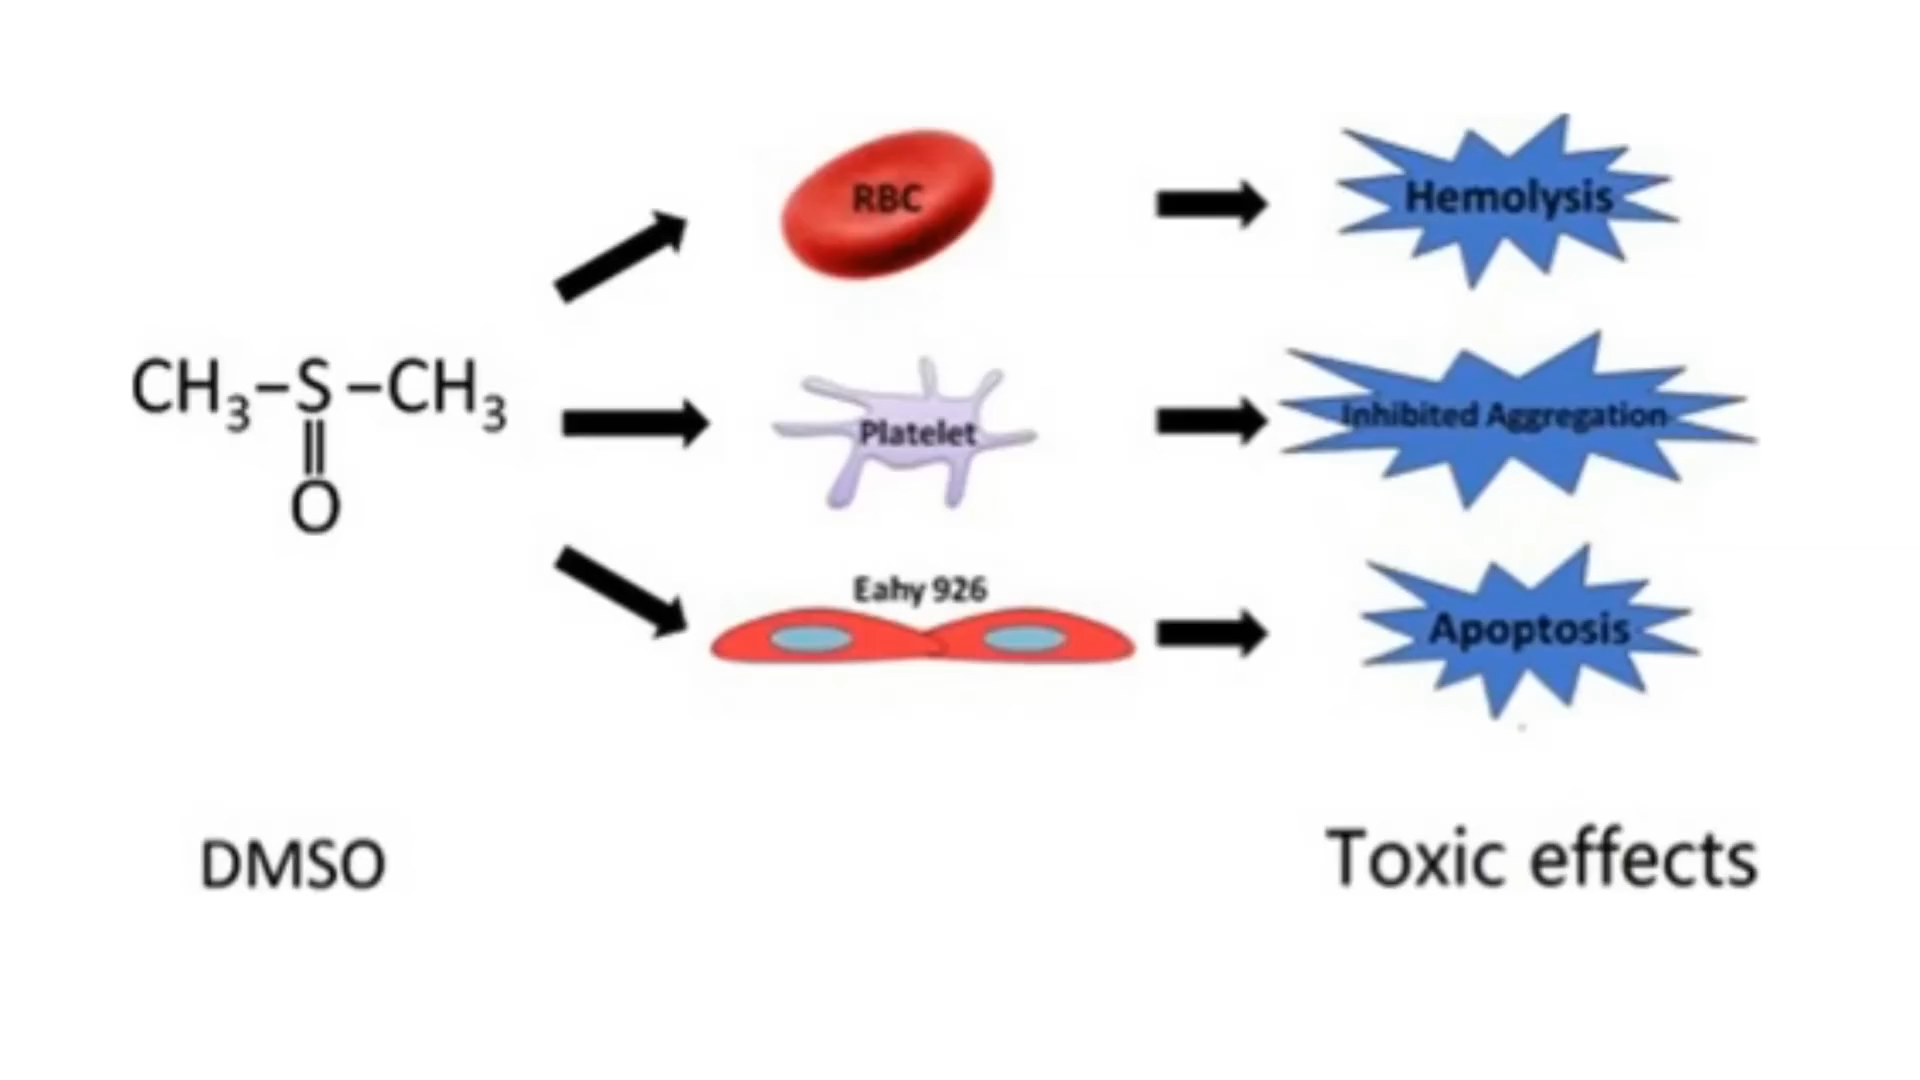 RBC
Hemolysis
CH3–S–CH3
O
Platelet
Inhibited Aggregation
Eahy 926
Apoptosis
DMSO
Toxic effects